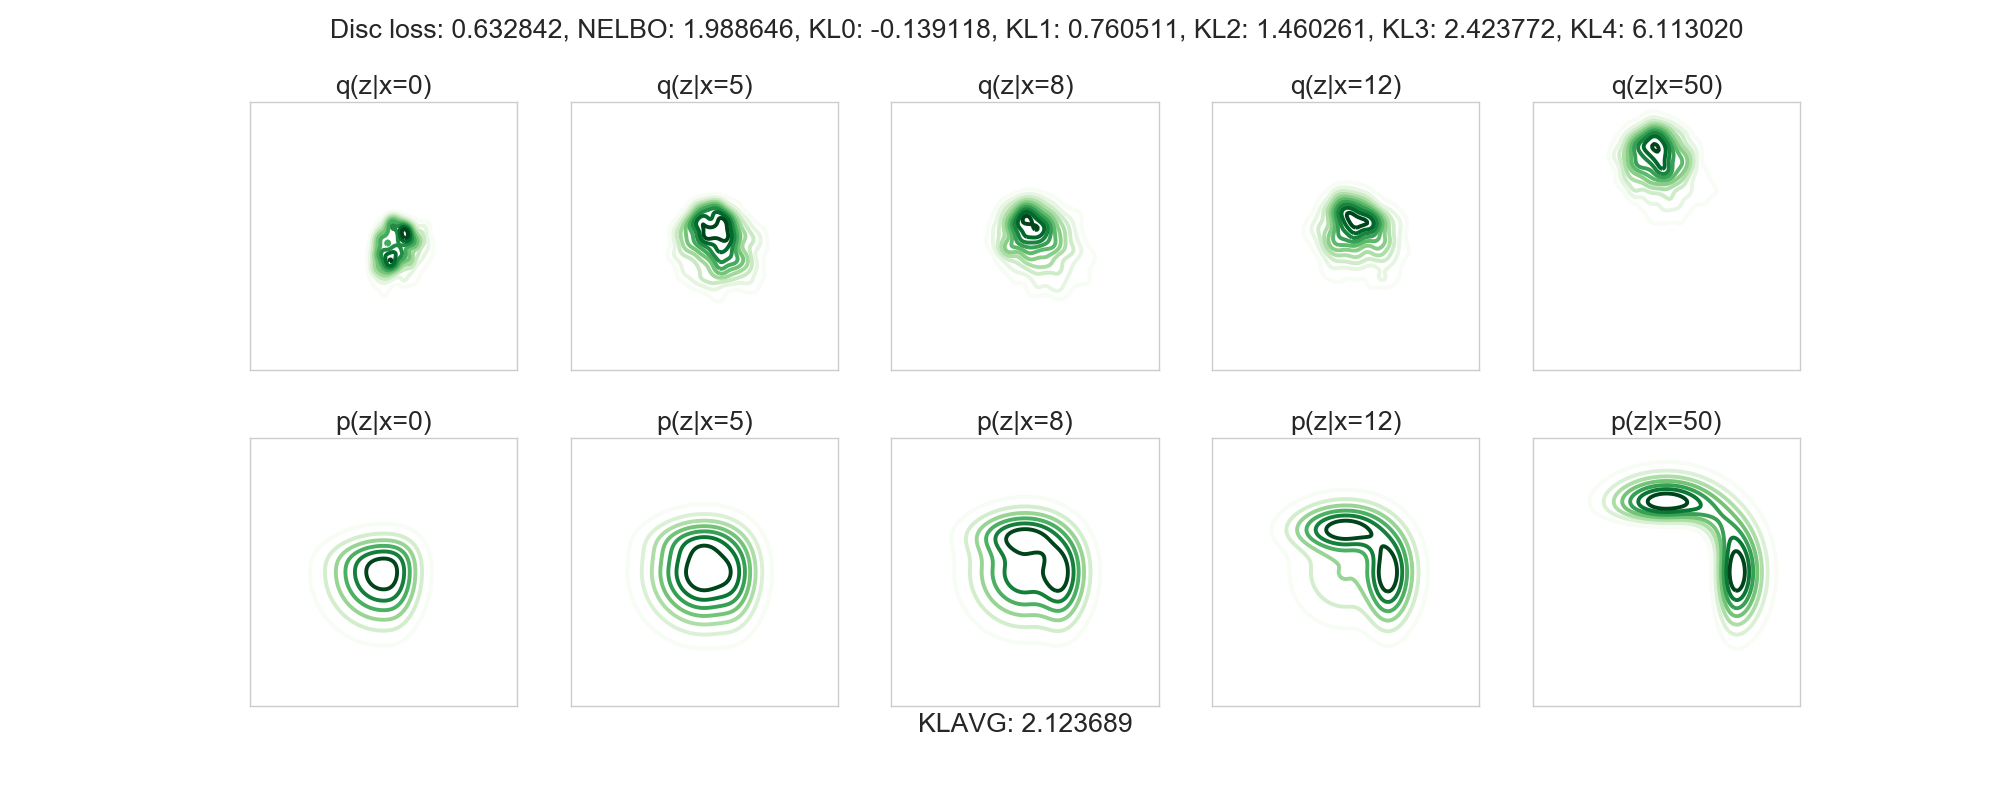 Disc loss: 0.632842, NELBO: 1.988646, KL0: -0.139118, KL1: 0.760511, KL2: 1.460261, KL3: 2.423772, KL4: 6.113020
q(z|x=0) q(z|x=5) q(z|x=8) q(z|x=12) q(z|x=50)
p(z|x=0) p(z|x=5) p(z|x=8) p(z|x=12) p(z|x=50)
KLAVG: 2.123689